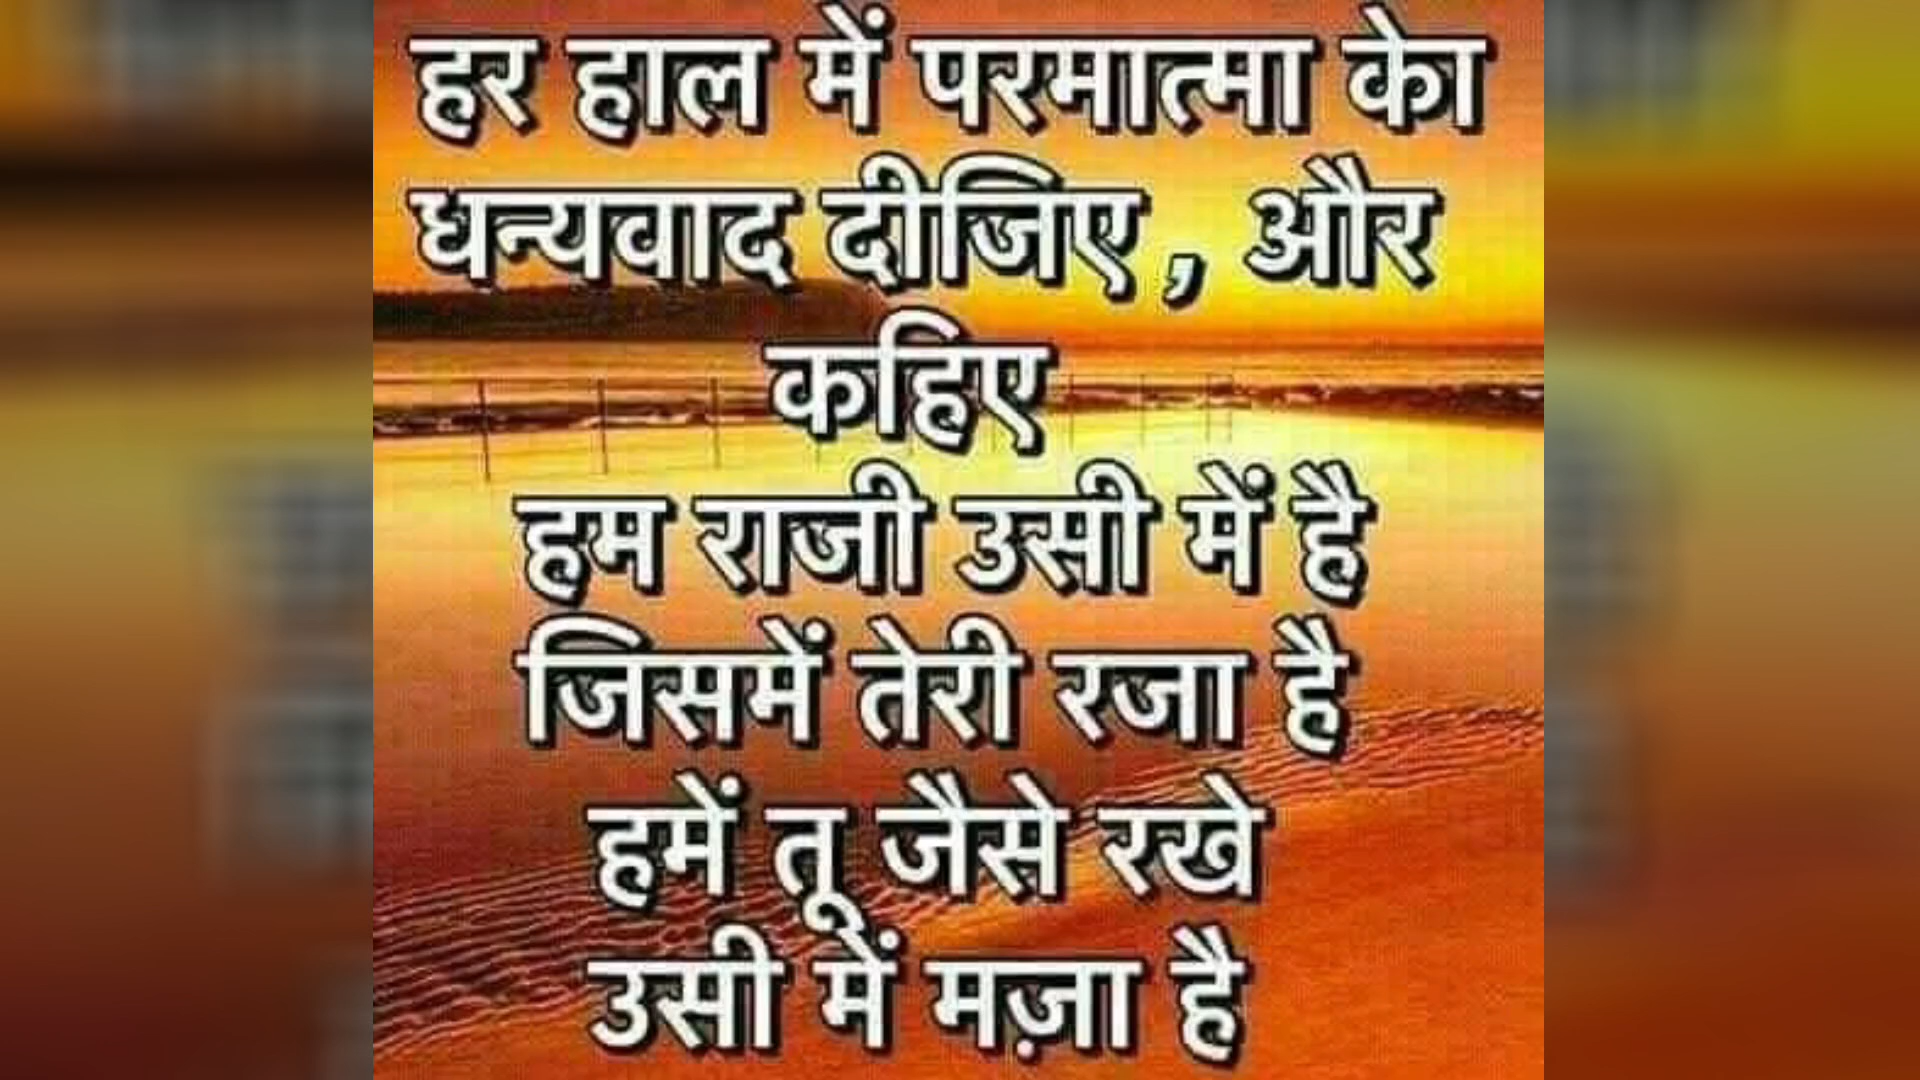 हर हाल में परमात्मा को
धन्यवाद दीजिए , और
कहिए
हम राजी उसी में है
जिसमें तेरी रजा है
हमें तू जैसे रखे
उसी में मज़ा है